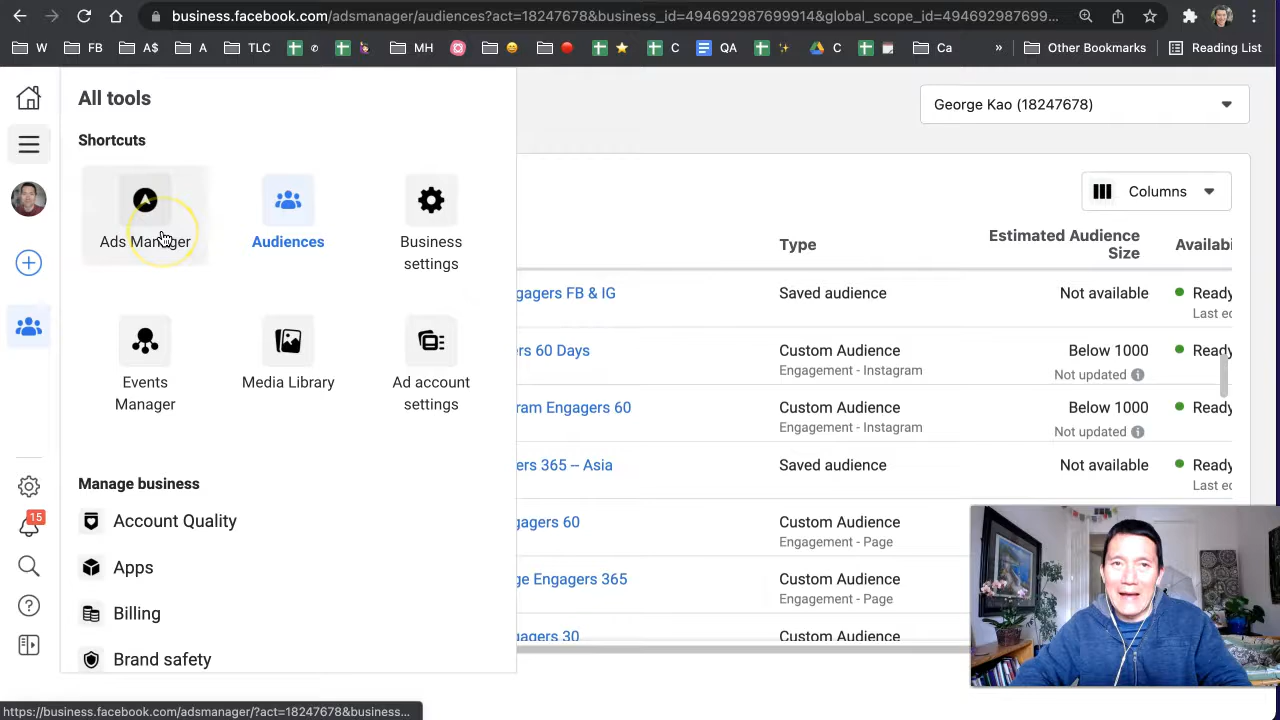 business.facebook.com/adsmanager/audiences?act=18247678&business_id=494692987699914&global_scope_id=494692987699...
W
FB
A$
A
TLC
MH
QA
C
C
Ca
»
Other Bookmarks
Reading List
All tools
George Kao (18247678)
Shortcuts
Columns
Ads Manager
Audiences
Business
settings
Type
Estimated Audience
Size
Availabi
gagers FB & IG
Saved audience
Not available
Ready
Last ec
Events
Manager
Media Library
Ad account
settings
rs 60 Days
Custom Audience
Engagement - Instagram
Below 1000
Not updated
Ready
ram Engagers 60
Custom Audience
Engagement - Instagram
Below 1000
Not updated
Ready
ers 365 -- Asia
Saved audience
Not available
Ready
Last ec
Manage business
15
Account Quality
gagers 60
Custom Audience
Engagement - Page
Apps
ge Engagers 365
Custom Audience
Engagement - Page
Billing
gagers 30
Custom Audience
Brand safety
https://business.facebook.com/adsmanager/?act=18247678&business...